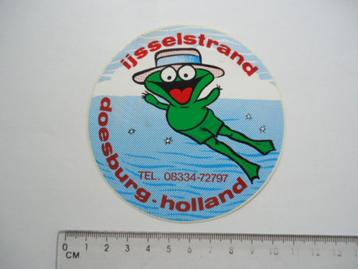 ijsselstrand
TEL. 08334-72797
doesburg - holland
0 1 2 3 4 5 6 7 8 9 10 11 12 13
CM